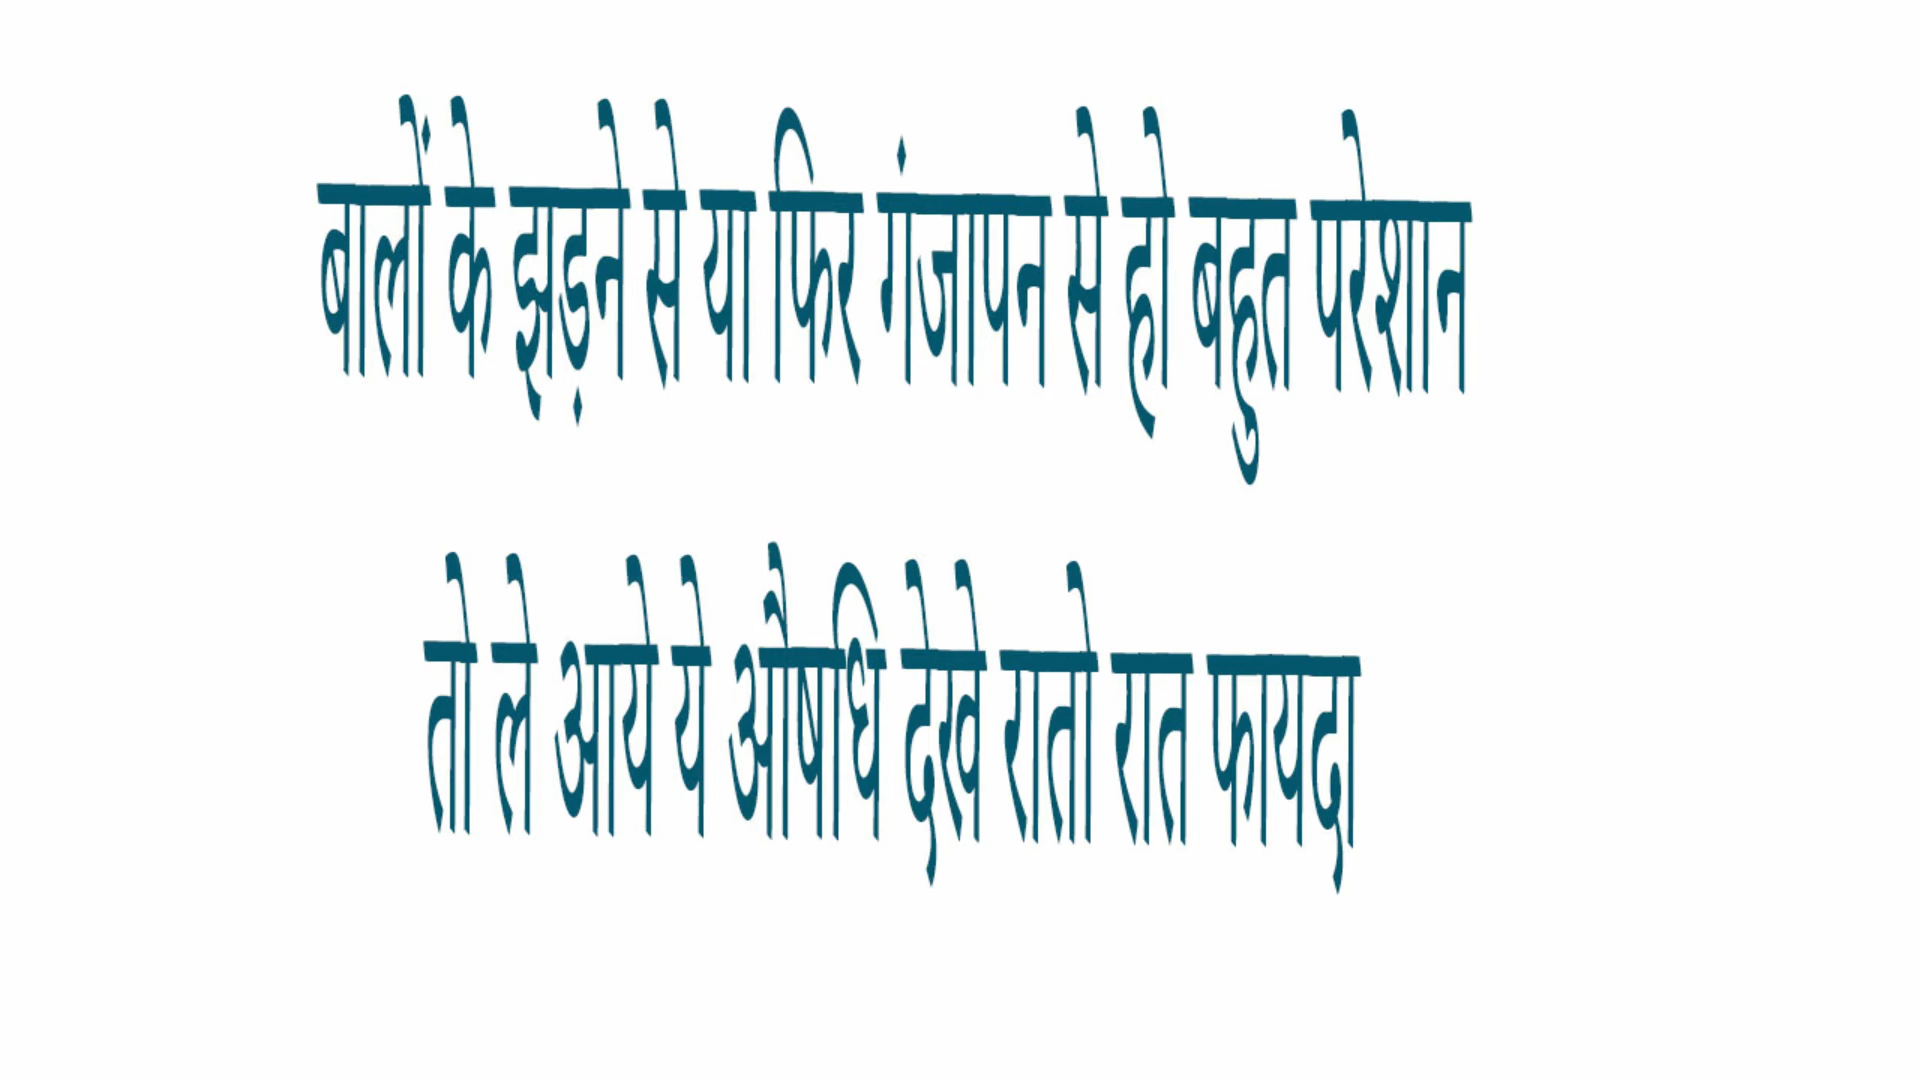 बालों के झड़ने से या फिर गंजापन से हो बहुत परेशान
तो ले आये ये औषधि देखे रातो रात फायदा